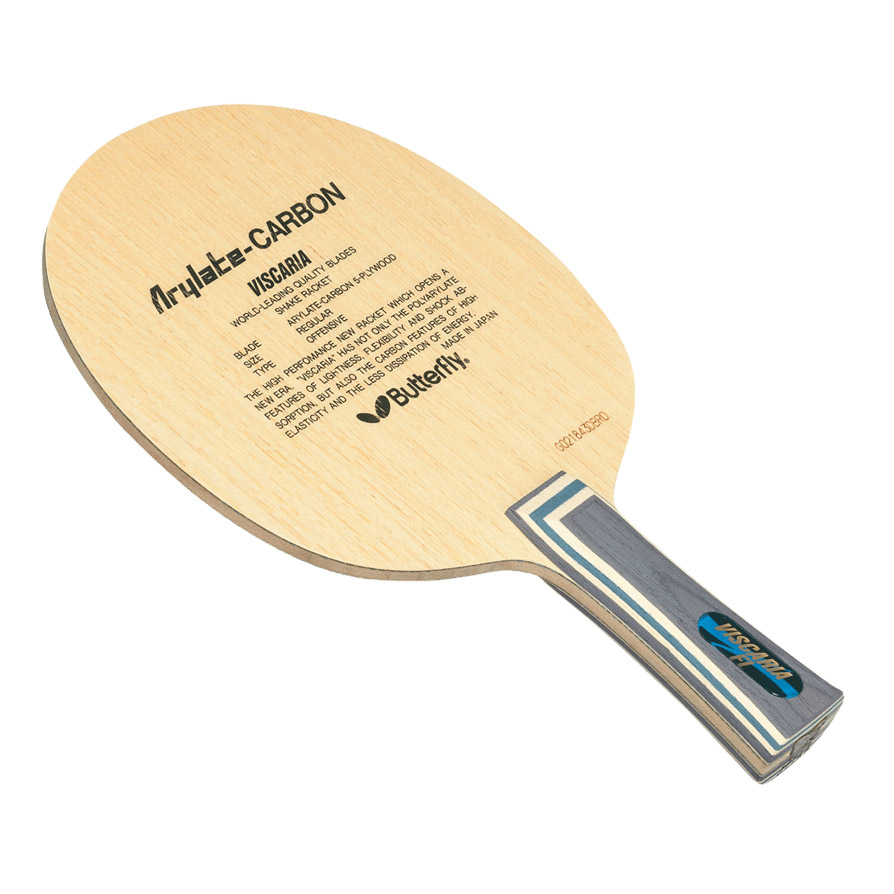 Arylate-CARBON
VISCARIA
WORLD-LEADING QUALITY BLADES
SHAKE RACKET
BLADE ARYLATE-CARBON 5-PLYWOOD
SIZE REGULAR
TYPE OFFENSIVE
THE HIGH PERFOMANCE NEW RACKET WHICH OPENS A
NEW ERA. "VISCARIA" HAS NOT ONLY THE POLYARYLATE
FEATURES OF LIGHTNESS, FLEXIBILITY AND SHOCK AB-
SORPTION, BUT ALSO THE CARBON FEATURES OF HIGH
ELASTICITY AND THE LESS DISSIPATION OF ENERGY.
MADE IN JAPAN
Butterfly®
VISCARIA
FL